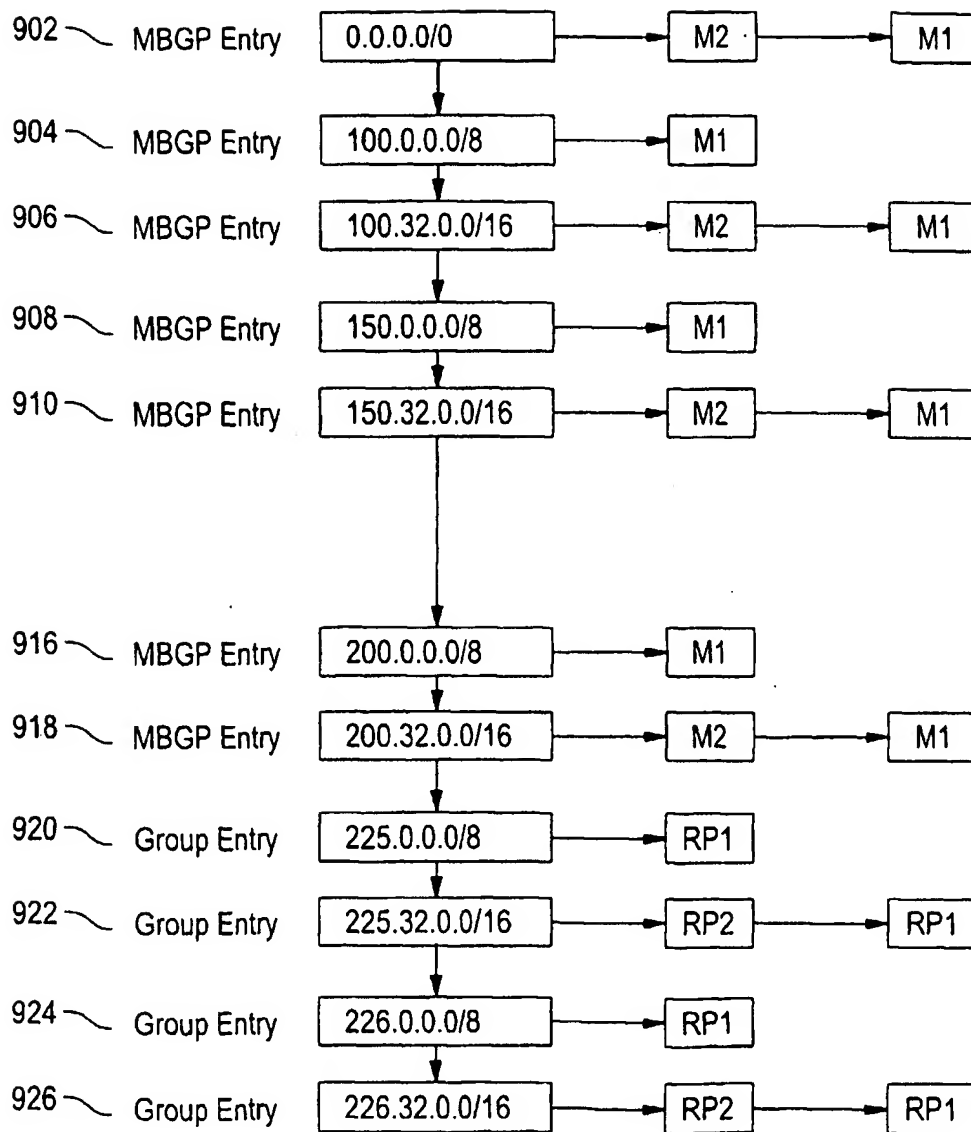 902 MBGP Entry 0.0.0.0/0 M2 M1
904 MBGP Entry 100.0.0.0/8 M1
906 MBGP Entry 100.32.0.0/16 M2 M1
908 MBGP Entry 150.0.0.0/8 M1
910 MBGP Entry 150.32.0.0/16 M2 M1
916 MBGP Entry 200.0.0.0/8 M1
918 MBGP Entry 200.32.0.0/16 M2 M1
920 Group Entry 225.0.0.0/8 RP1
922 Group Entry 225.32.0.0/16 RP2 RP1
924 Group Entry 226.0.0.0/8 RP1
926 Group Entry 226.32.0.0/16 RP2 RP1